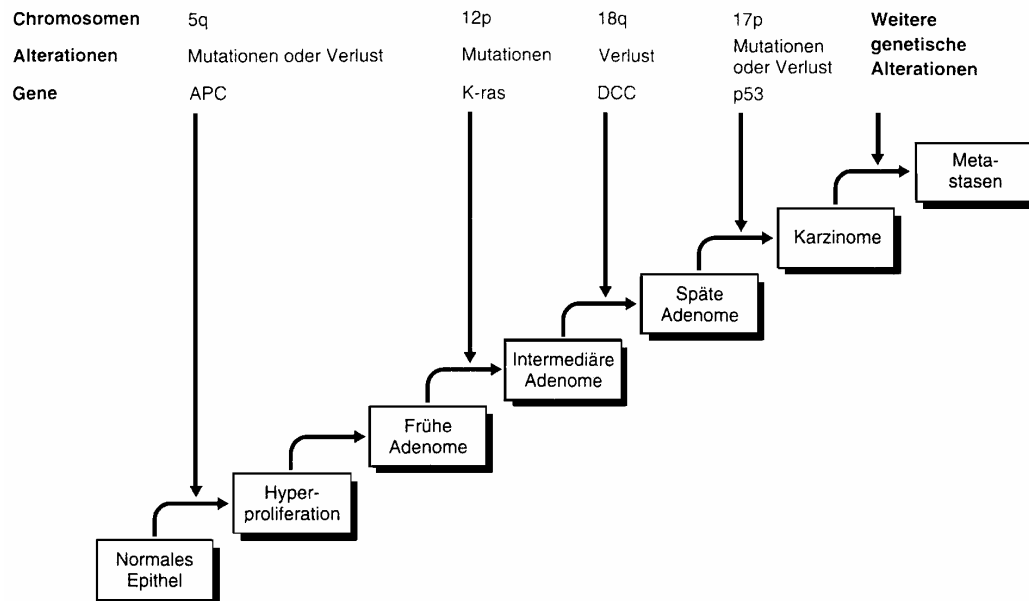 Chromosomen 5q 12p 18q 17p Weitere
genetische
Alterationen
Alterationen Mutationen oder Verlust Mutationen Verlust Mutationen
oder Verlust
Gene APC K-ras DCC p53
Meta-
stasen
Karzinome
Späte
Adenome
Intermediäre
Adenome
Frühe
Adenome
Hyper-
proliferation
Normales
Epithel